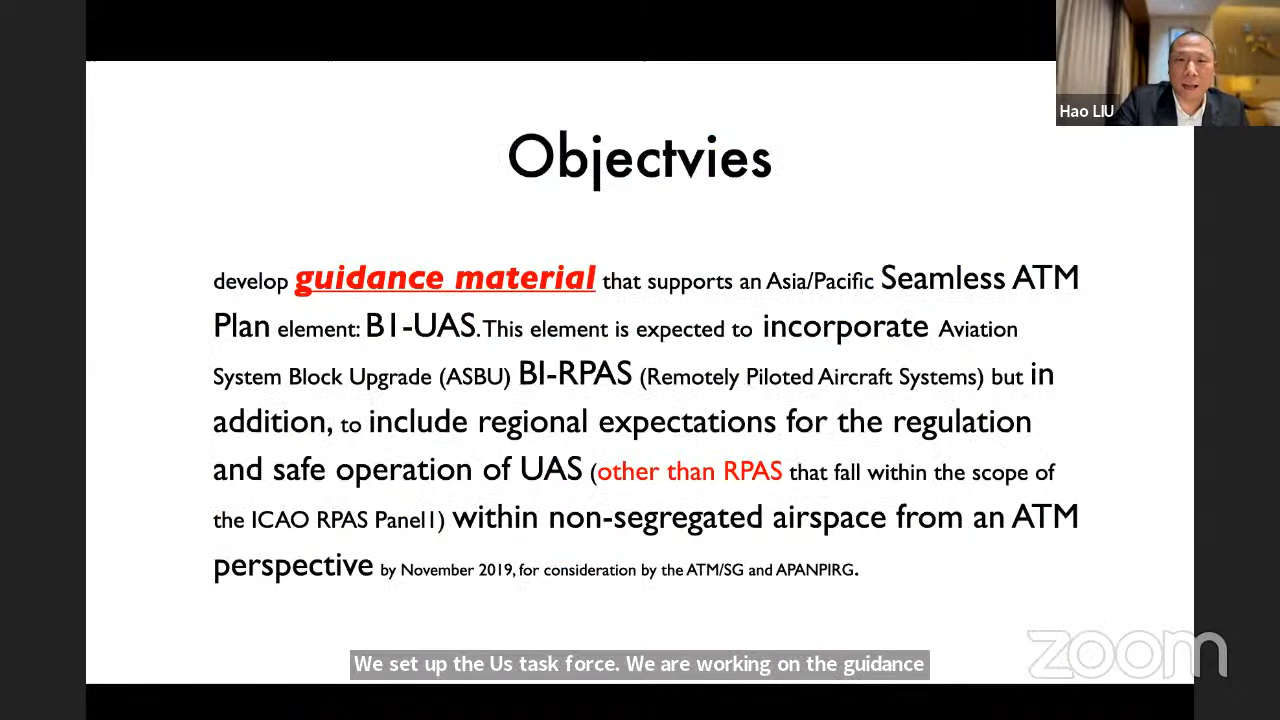 Hao LIU
Objectvies
develop guidance material that supports an Asia/Pacific Seamless ATM
Plan element: B1-UAS. This element is expected to incorporate Aviation
System Block Upgrade (ASBU) BI-RPAS (Remotely Piloted Aircraft Systems) but in
addition, to include regional expectations for the regulation
and safe operation of UAS (other than RPAS that fall within the scope of
the ICAO RPAS Panel1) within non-segregated airspace from an ATM
perspective by November 2019, for consideration by the ATM/SG and APANPIRG.
We set up the Us task force. We are working on the guidance
zoom